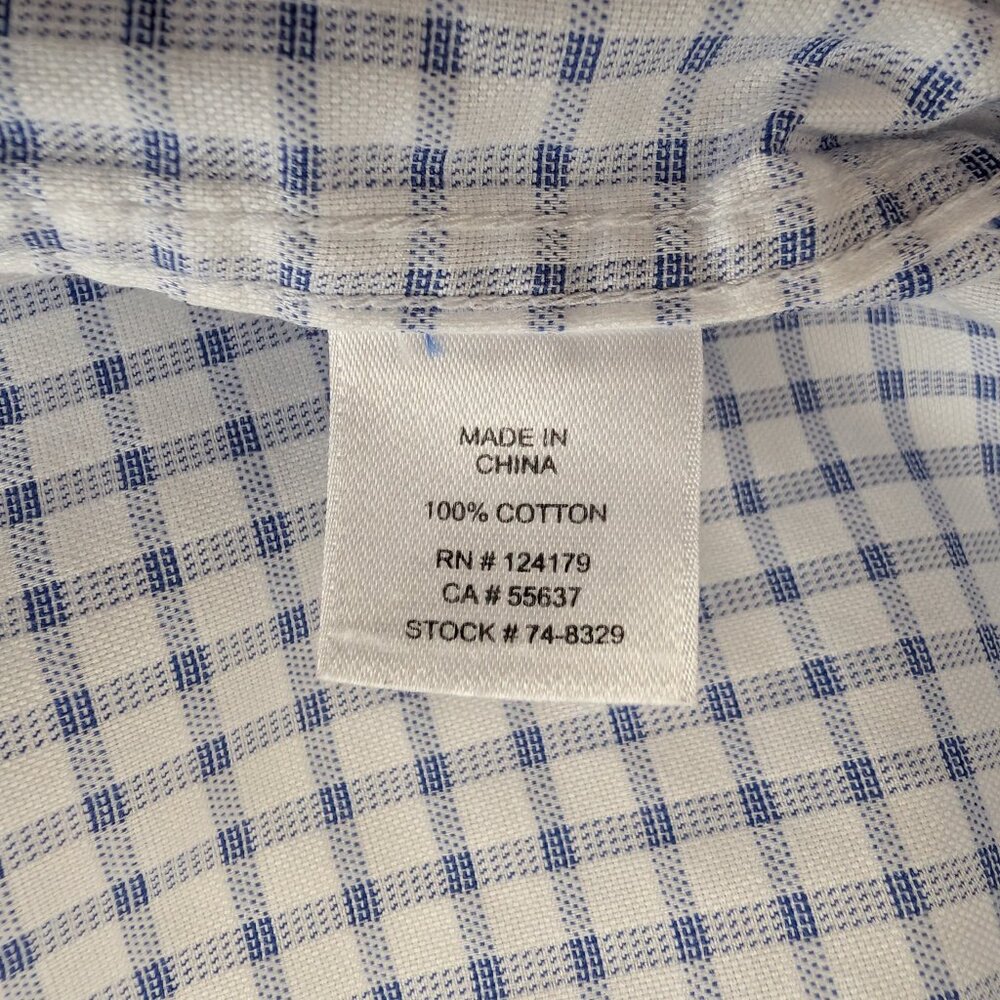 MADE IN
CHINA
100% COTTON
RN # 124179
CA # 55637
STOCK # 74-8329